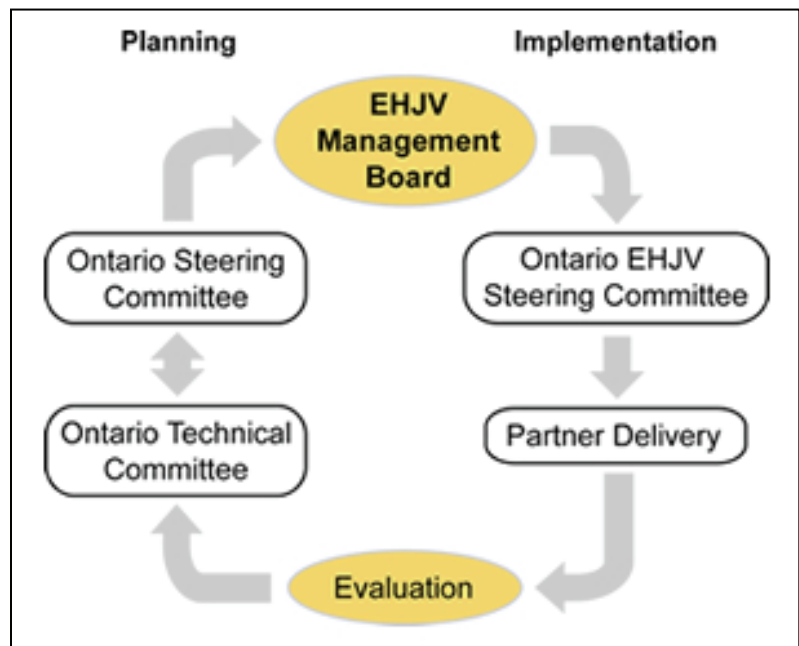 Planning
Implementation
EHJV
Management
Board
Ontario Steering
Committee
Ontario EHJV
Steering Committee
Ontario Technical
Committee
Partner Delivery
Evaluation